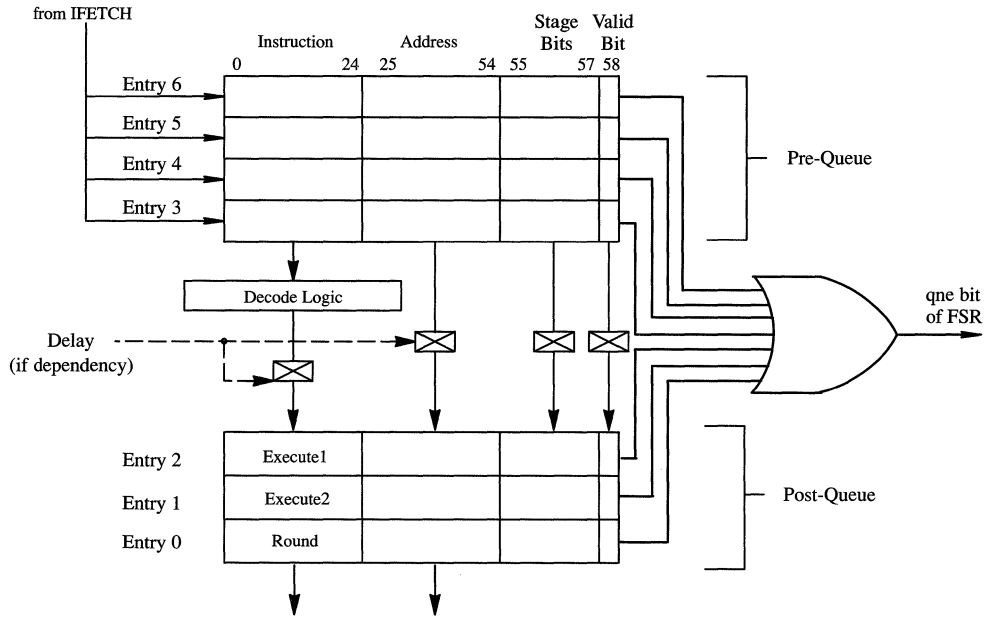 from IFETCH
Stage Valid
Instruction Address Bits Bit
0 24 25 54 55 57 58
Entry 6
Entry 5
Entry 4
Pre-Queue
Entry 3
Decode Logic
qne bit
of FSR
Delay
(if dependency)
Entry 2 Execute1
Entry 1 Execute2
Post-Queue
Entry 0 Round